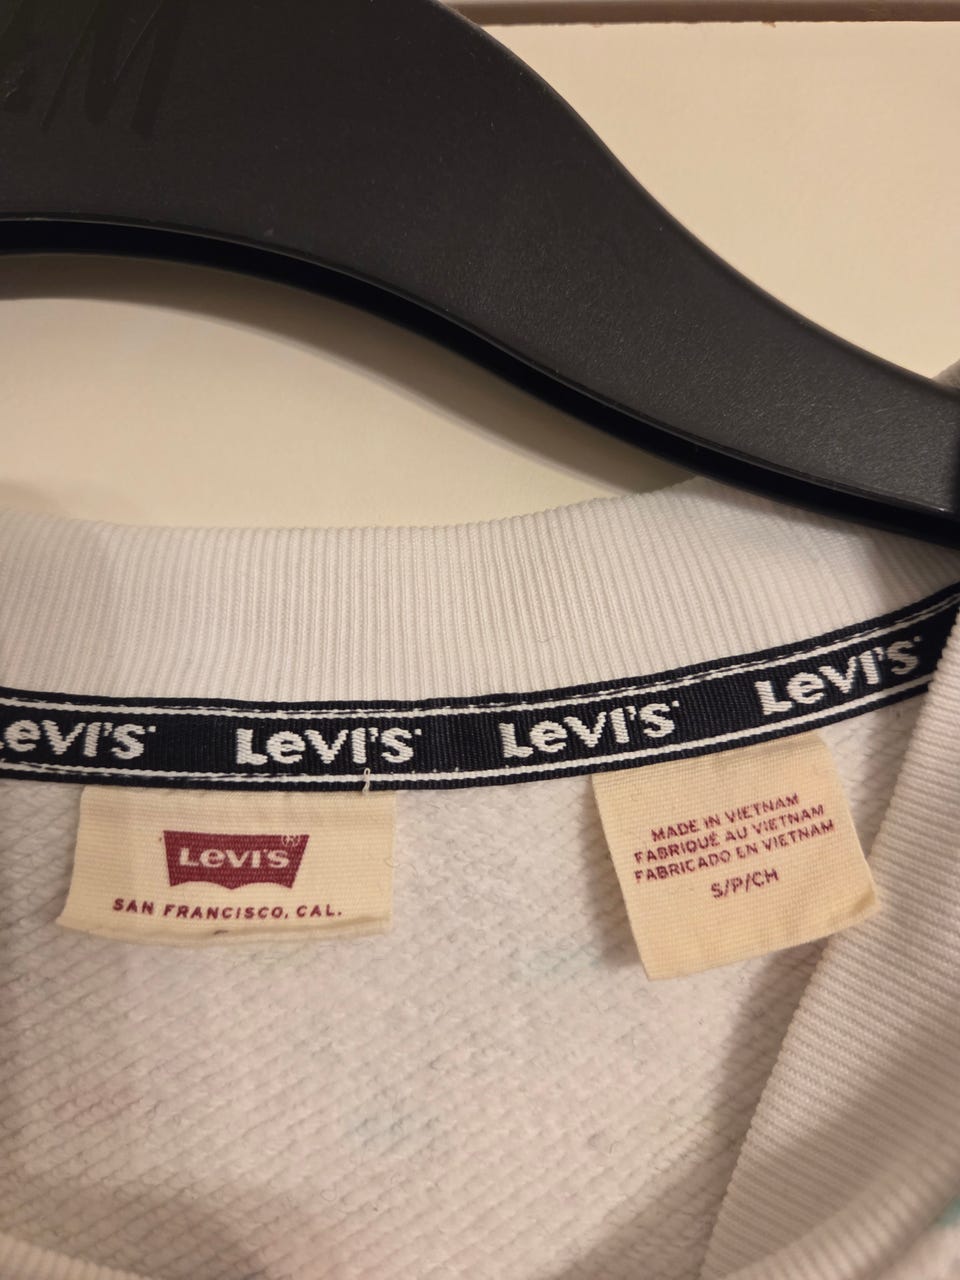 H&M
LEVI'S
LEVI'S
LEVI'S
LEVI'S
LEVI'S®
SAN FRANCISCO, CAL.
MADE IN VIETNAM
FABRIQUÉ AU VIETNAM
FABRICADO EN VIETNAM
S/P/CH